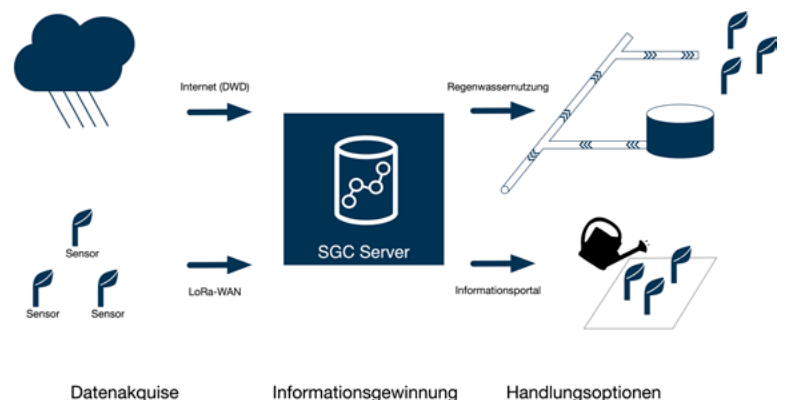 Internet (DWD)
Regenwassernutzung
SGC Server
Sensor
Sensor
Sensor
LoRa-WAN
Informationsportal
Datenakquise
Informationsgewinnung
Handlungsoptionen